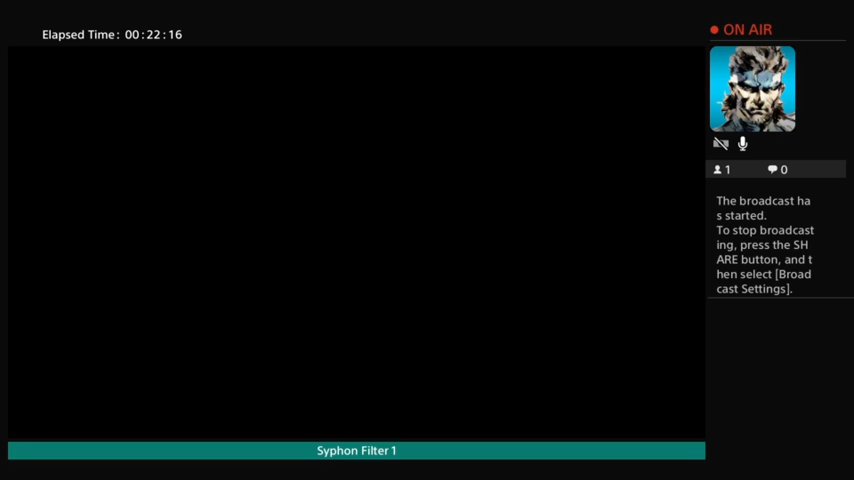 Elapsed Time: 00:22:16
ON AIR
1
0
The broadcast ha
s started.
To stop broadcast
ing, press the SH
ARE button, and t
hen select [Broad
cast Settings].
Syphon Filter 1